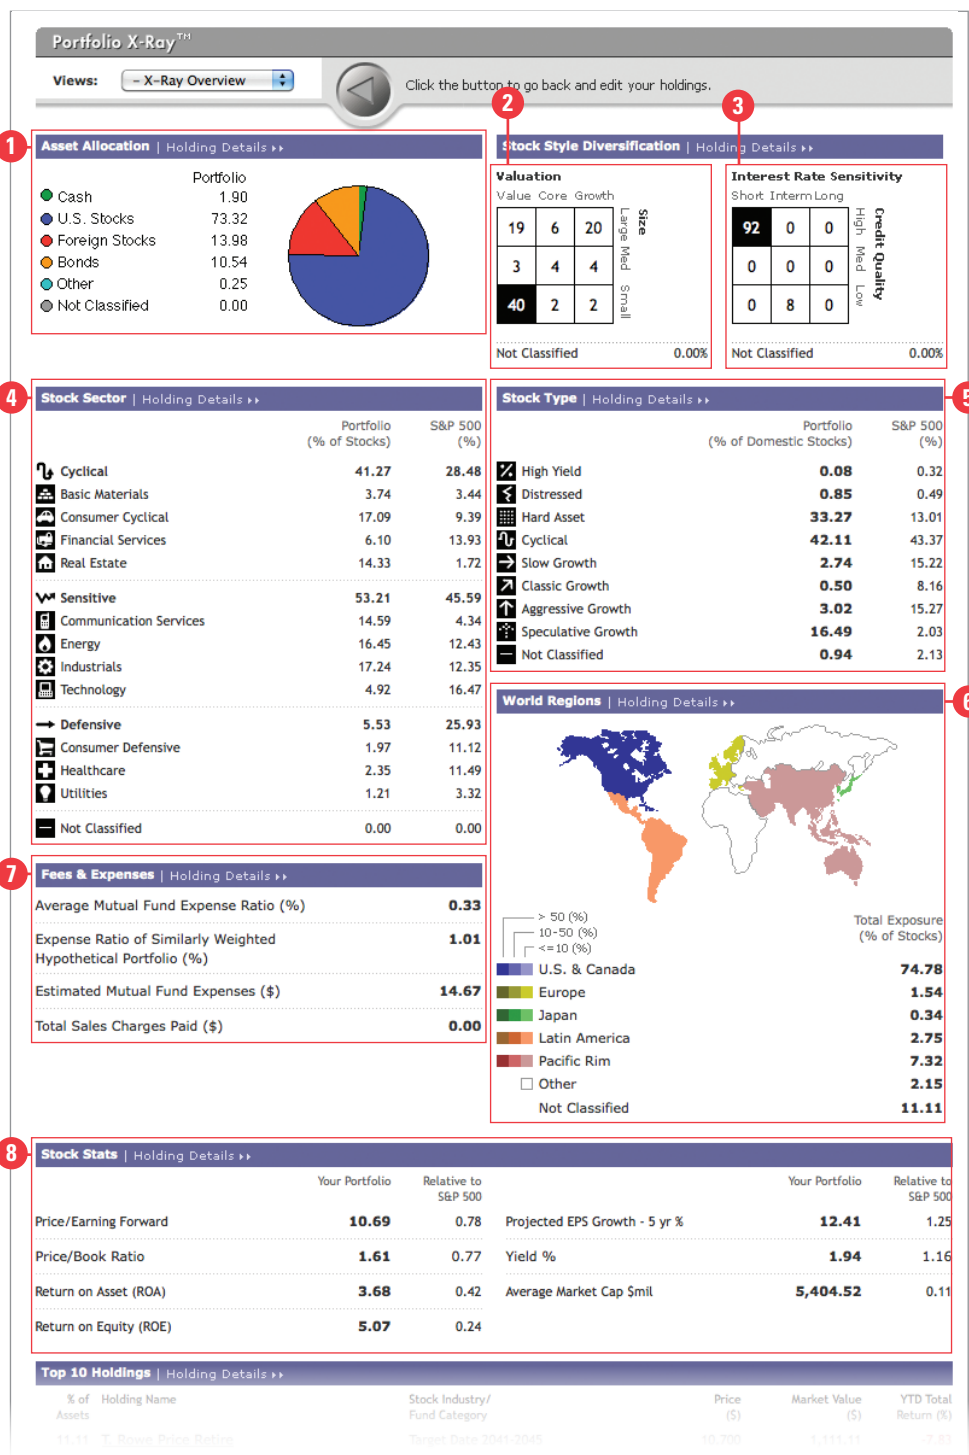 Portfolio X-Ray™
Views: – X-Ray Overview
Click the button to go back and edit your holdings.
1
2
3
Asset Allocation | Holding Details
Portfolio
Cash 1.90
U.S. Stocks 73.32
Foreign Stocks 13.98
Bonds 10.54
Other 0.25
Not Classified 0.00
Stock Style Diversification | Holding Details
Valuation
Value Core Growth
19 6 20
3 4 4
40 2 2
Large Med Small
Size
Not Classified 0.00%
Interest Rate Sensitivity
Short Interm Long
92 0 0
0 0 0
0 8 0
High Med Low
Credit Quality
Not Classified 0.00%
4
Stock Sector | Holding Details
Portfolio S&P 500
(% of Stocks) (%)
Cyclical 41.27 28.48
Basic Materials 3.74 3.44
Consumer Cyclical 17.09 9.39
Financial Services 6.10 13.93
Real Estate 14.33 1.72
Sensitive 53.21 45.59
Communication Services 14.59 4.34
Energy 16.45 12.43
Industrials 17.24 12.35
Technology 4.92 16.47
Defensive 5.53 25.93
Consumer Defensive 1.97 11.12
Healthcare 2.35 11.49
Utilities 1.21 3.32
Not Classified 0.00 0.00
5
Stock Type | Holding Details
Portfolio S&P 500
(% of Domestic Stocks) (%)
High Yield 0.08 0.32
Distressed 0.85 0.49
Hard Asset 33.27 13.01
Cyclical 42.11 43.37
Slow Growth 2.74 15.22
Classic Growth 0.50 8.16
Aggressive Growth 3.02 15.27
Speculative Growth 16.49 2.03
Not Classified 0.94 2.13
6
World Regions | Holding Details
> 50 (%)
10-50 (%)
<=10 (%)
Total Exposure
(% of Stocks)
U.S. & Canada 74.78
Europe 1.54
Japan 0.34
Latin America 2.75
Pacific Rim 7.32
Other 2.15
Not Classified 11.11
7
Fees & Expenses | Holding Details
Average Mutual Fund Expense Ratio (%) 0.33
Expense Ratio of Similarly Weighted 1.01
Hypothetical Portfolio (%)
Estimated Mutual Fund Expenses ($) 14.67
Total Sales Charges Paid ($) 0.00
8
Stock Stats | Holding Details
Your Portfolio Relative to Your Portfolio Relative to
S&P 500 S&P 500
Price/Earning Forward 10.69 0.78 Projected EPS Growth - 5 yr % 12.41 1.25
Price/Book Ratio 1.61 0.77 Yield % 1.94 1.16
Return on Asset (ROA) 3.68 0.42 Average Market Cap $mil 5,404.52 0.11
Return on Equity (ROE) 5.07 0.24
Top 10 Holdings | Holding Details
% of Holding Name Stock Industry/ Price Market Value YTD Total
Assets Fund Category ($) ($) Return (%)
11.11 T. Rowe Price Retire Target Date 2041-2045 10,700 1,111.11 -7.83